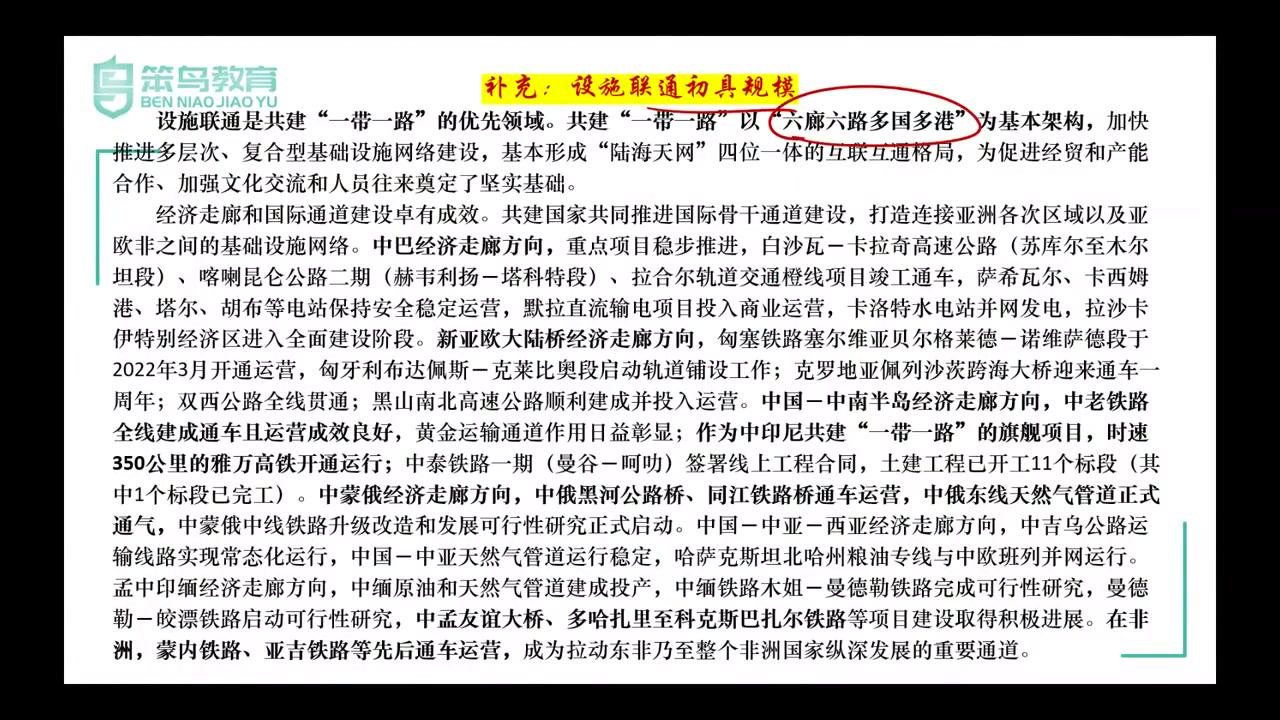 笨鸟教育
BEN NIAO JIAO YU
补充：设施联通初具规模
设施联通是共建“一带一路”的优先领域。共建“一带一路”以“六廊六路多国多港”为基本架构，加快
推进多层次、复合型基础设施网络建设，基本形成“陆海天网”四位一体的互联互通格局，为促进经贸和产能
合作、加强文化交流和人员往来奠定了坚实基础。
经济走廊和国际通道建设卓有成效。共建国家共同推进国际骨干通道建设，打造连接亚洲各次区域以及亚
欧非之间的基础设施网络。中巴经济走廊方向，重点项目稳步推进，白沙瓦－卡拉奇高速公路（苏库尔至木尔
坦段）、喀喇昆仑公路二期（赫韦利扬－塔科特段）、拉合尔轨道交通橙线项目竣工通车，萨希瓦尔、卡西姆
港、塔尔、胡布等电站保持安全稳定运营，默拉直流输电项目投入商业运营，卡洛特水电站并网发电，拉沙卡
伊特别经济区进入全面建设阶段。新亚欧大陆桥经济走廊方向，匈塞铁路塞尔维亚贝尔格莱德－诺维萨德段于
2022年3月开通运营，匈牙利布达佩斯－克莱比奥段启动轨道铺设工作；克罗地亚佩列沙茨跨海大桥迎来通车一
周年；双西公路全线贯通；黑山南北高速公路顺利建成并投入运营。中国－中南半岛经济走廊方向，中老铁路
全线建成通车且运营成效良好，黄金运输通道作用日益彰显；作为中印尼共建“一带一路”的旗舰项目，时速
350公里的雅万高铁开通运行；中泰铁路一期（曼谷－呵叻）签署线上工程合同，土建工程已开工11个标段（其
中1个标段已完工）。中蒙俄经济走廊方向，中俄黑河公路桥、同江铁路桥通车运营，中俄东线天然气管道正式
通气，中蒙俄中线铁路升级改造和发展可行性研究正式启动。中国－中亚－西亚经济走廊方向，中吉乌公路运
输线路实现常态化运行，中国－中亚天然气管道运行稳定，哈萨克斯坦北哈州粮油专线与中欧班列并网运行。
孟中印缅经济走廊方向，中缅原油和天然气管道建成投产，中缅铁路木姐－曼德勒铁路完成可行性研究，曼德
勒－皎漂铁路启动可行性研究，中孟友谊大桥、多哈扎里至科克斯巴扎尔铁路等项目建设取得积极进展。在非
洲，蒙内铁路、亚吉铁路等先后通车运营，成为拉动东非乃至整个非洲国家纵深发展的重要通道。